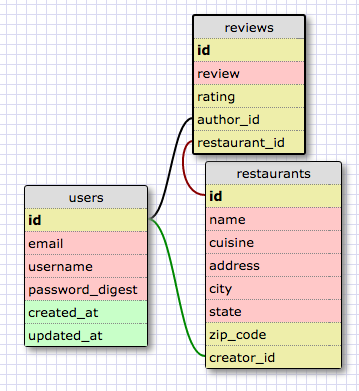 reviews
id
review
rating
author_id
restaurant_id
users
id
email
username
password_digest
created_at
updated_at
restaurants
id
name
cuisine
address
city
state
zip_code
creator_id